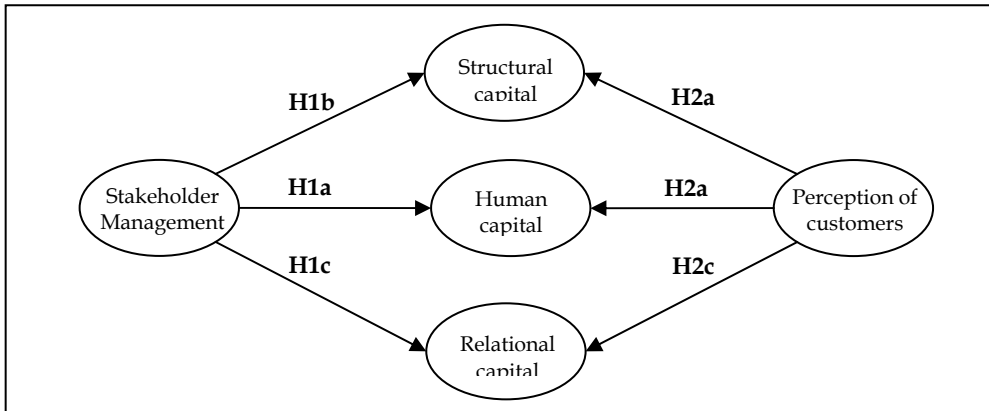 Structural
capital
H1b
H2a
Stakeholder
Management
H1a
Human
capital
H2a
Perception of
customers
H1c
H2c
Relational
capital